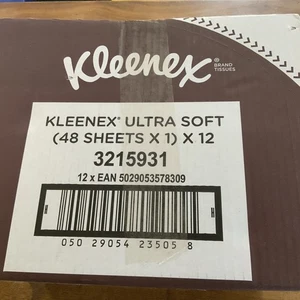 Kleenex®
BRAND
TISSUES
KLEENEX® ULTRA SOFT
(48 SHEETS X 1) X 12
3215931
12 x EAN 5029053578309
050 29054 23505 8